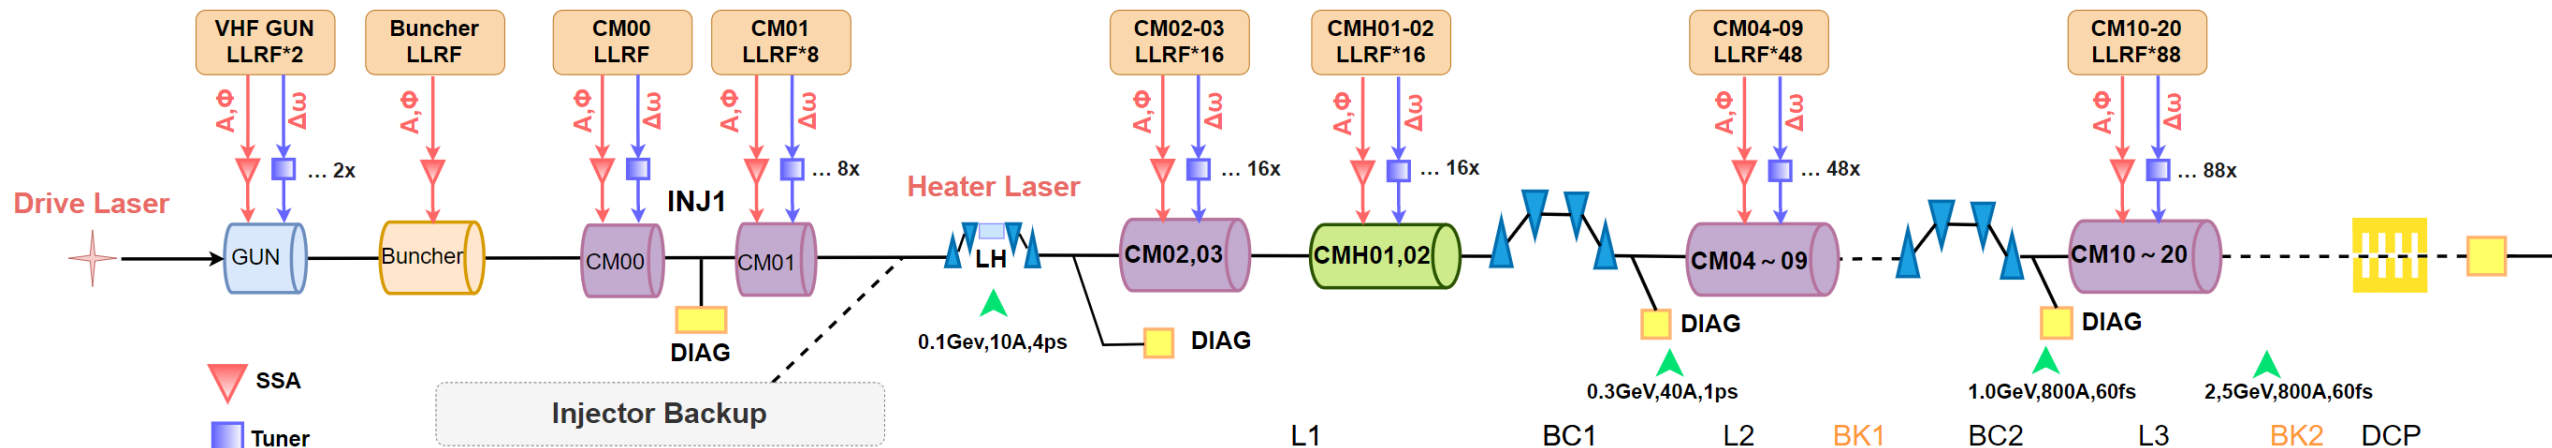 VHF GUN
LLRF*2
Buncher
LLRF
CM00
LLRF
CM01
LLRF*8
CM02-03
LLRF*16
CMH01-02
LLRF*16
CM04-09
LLRF*48
CM10-20
LLRF*88
A,Φ
Δω
A,Φ
A,Φ
Δω
A,Φ
Δω
A,Φ
Δω
A,Φ
Δω
A,Φ
Δω
A,Φ
Δω
... 2x
... 8x
... 16x
... 16x
... 48x
... 88x
Drive Laser
INJ1
Heater Laser
GUN
Buncher
CM00
CM01
LH
CM02,03
CMH01,02
CM04~09
CM10~20
DIAG
0.1Gev,10A,4ps
DIAG
DIAG
DIAG
SSA
Tuner
Injector Backup
0.3GeV,40A,1ps
1.0GeV,800A,60fs
2,5GeV,800A,60fs
L1
BC1
L2
BK1
BC2
L3
BK2
DCP